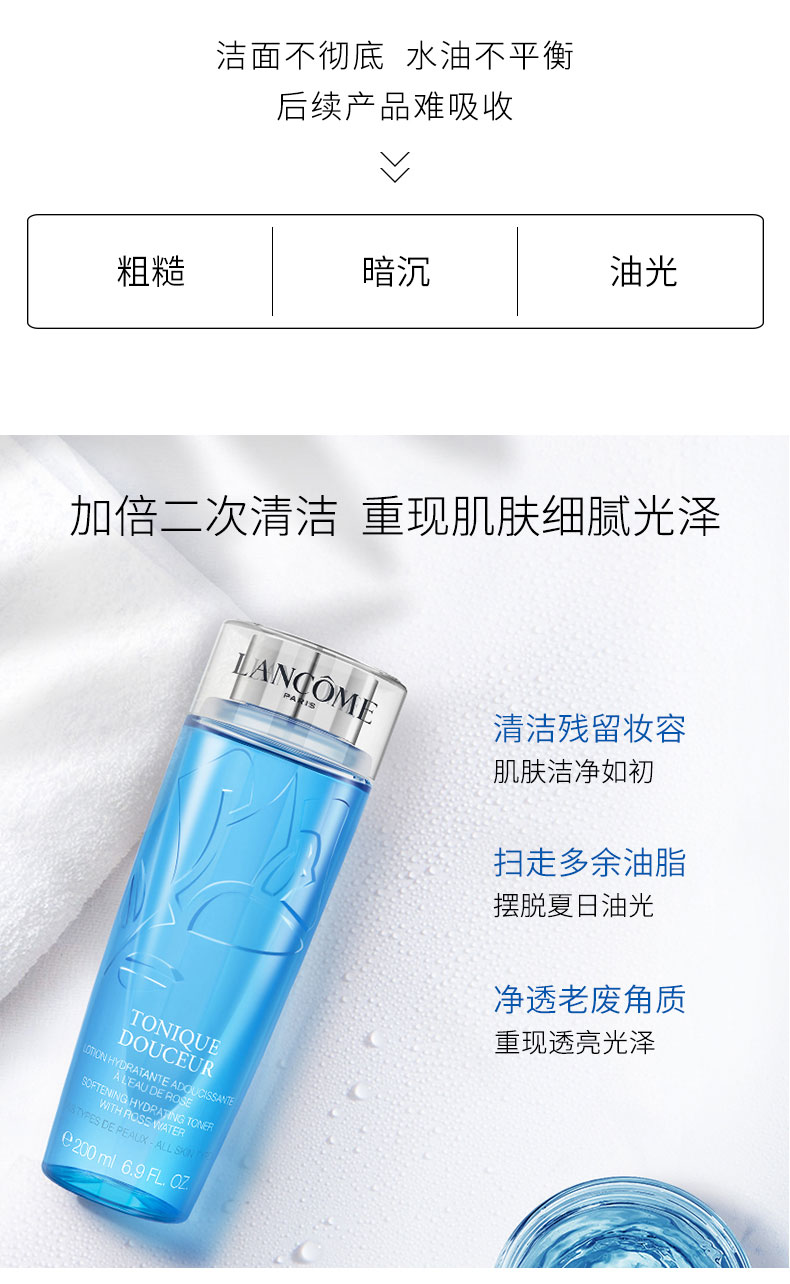 洁面不彻底 水油不平衡
后续产品难吸收
粗糙
暗沉
油光
加倍二次清洁 重现肌肤细腻光泽
LANCÔME
PARIS
清洁残留妆容
肌肤洁净如初
扫走多余油脂
摆脱夏日油光
净透老废角质
重现透亮光泽
TONIQUE
DOUCEUR
LOTION HYDRATANTE ADOUCISSANTE
À L'EAU DE ROSE
SOFTENING HYDRATING TONER
WITH ROSE WATER
TYPES DE PEAUX - ALL SKIN
e 200 ml 6.9 FL. OZ.